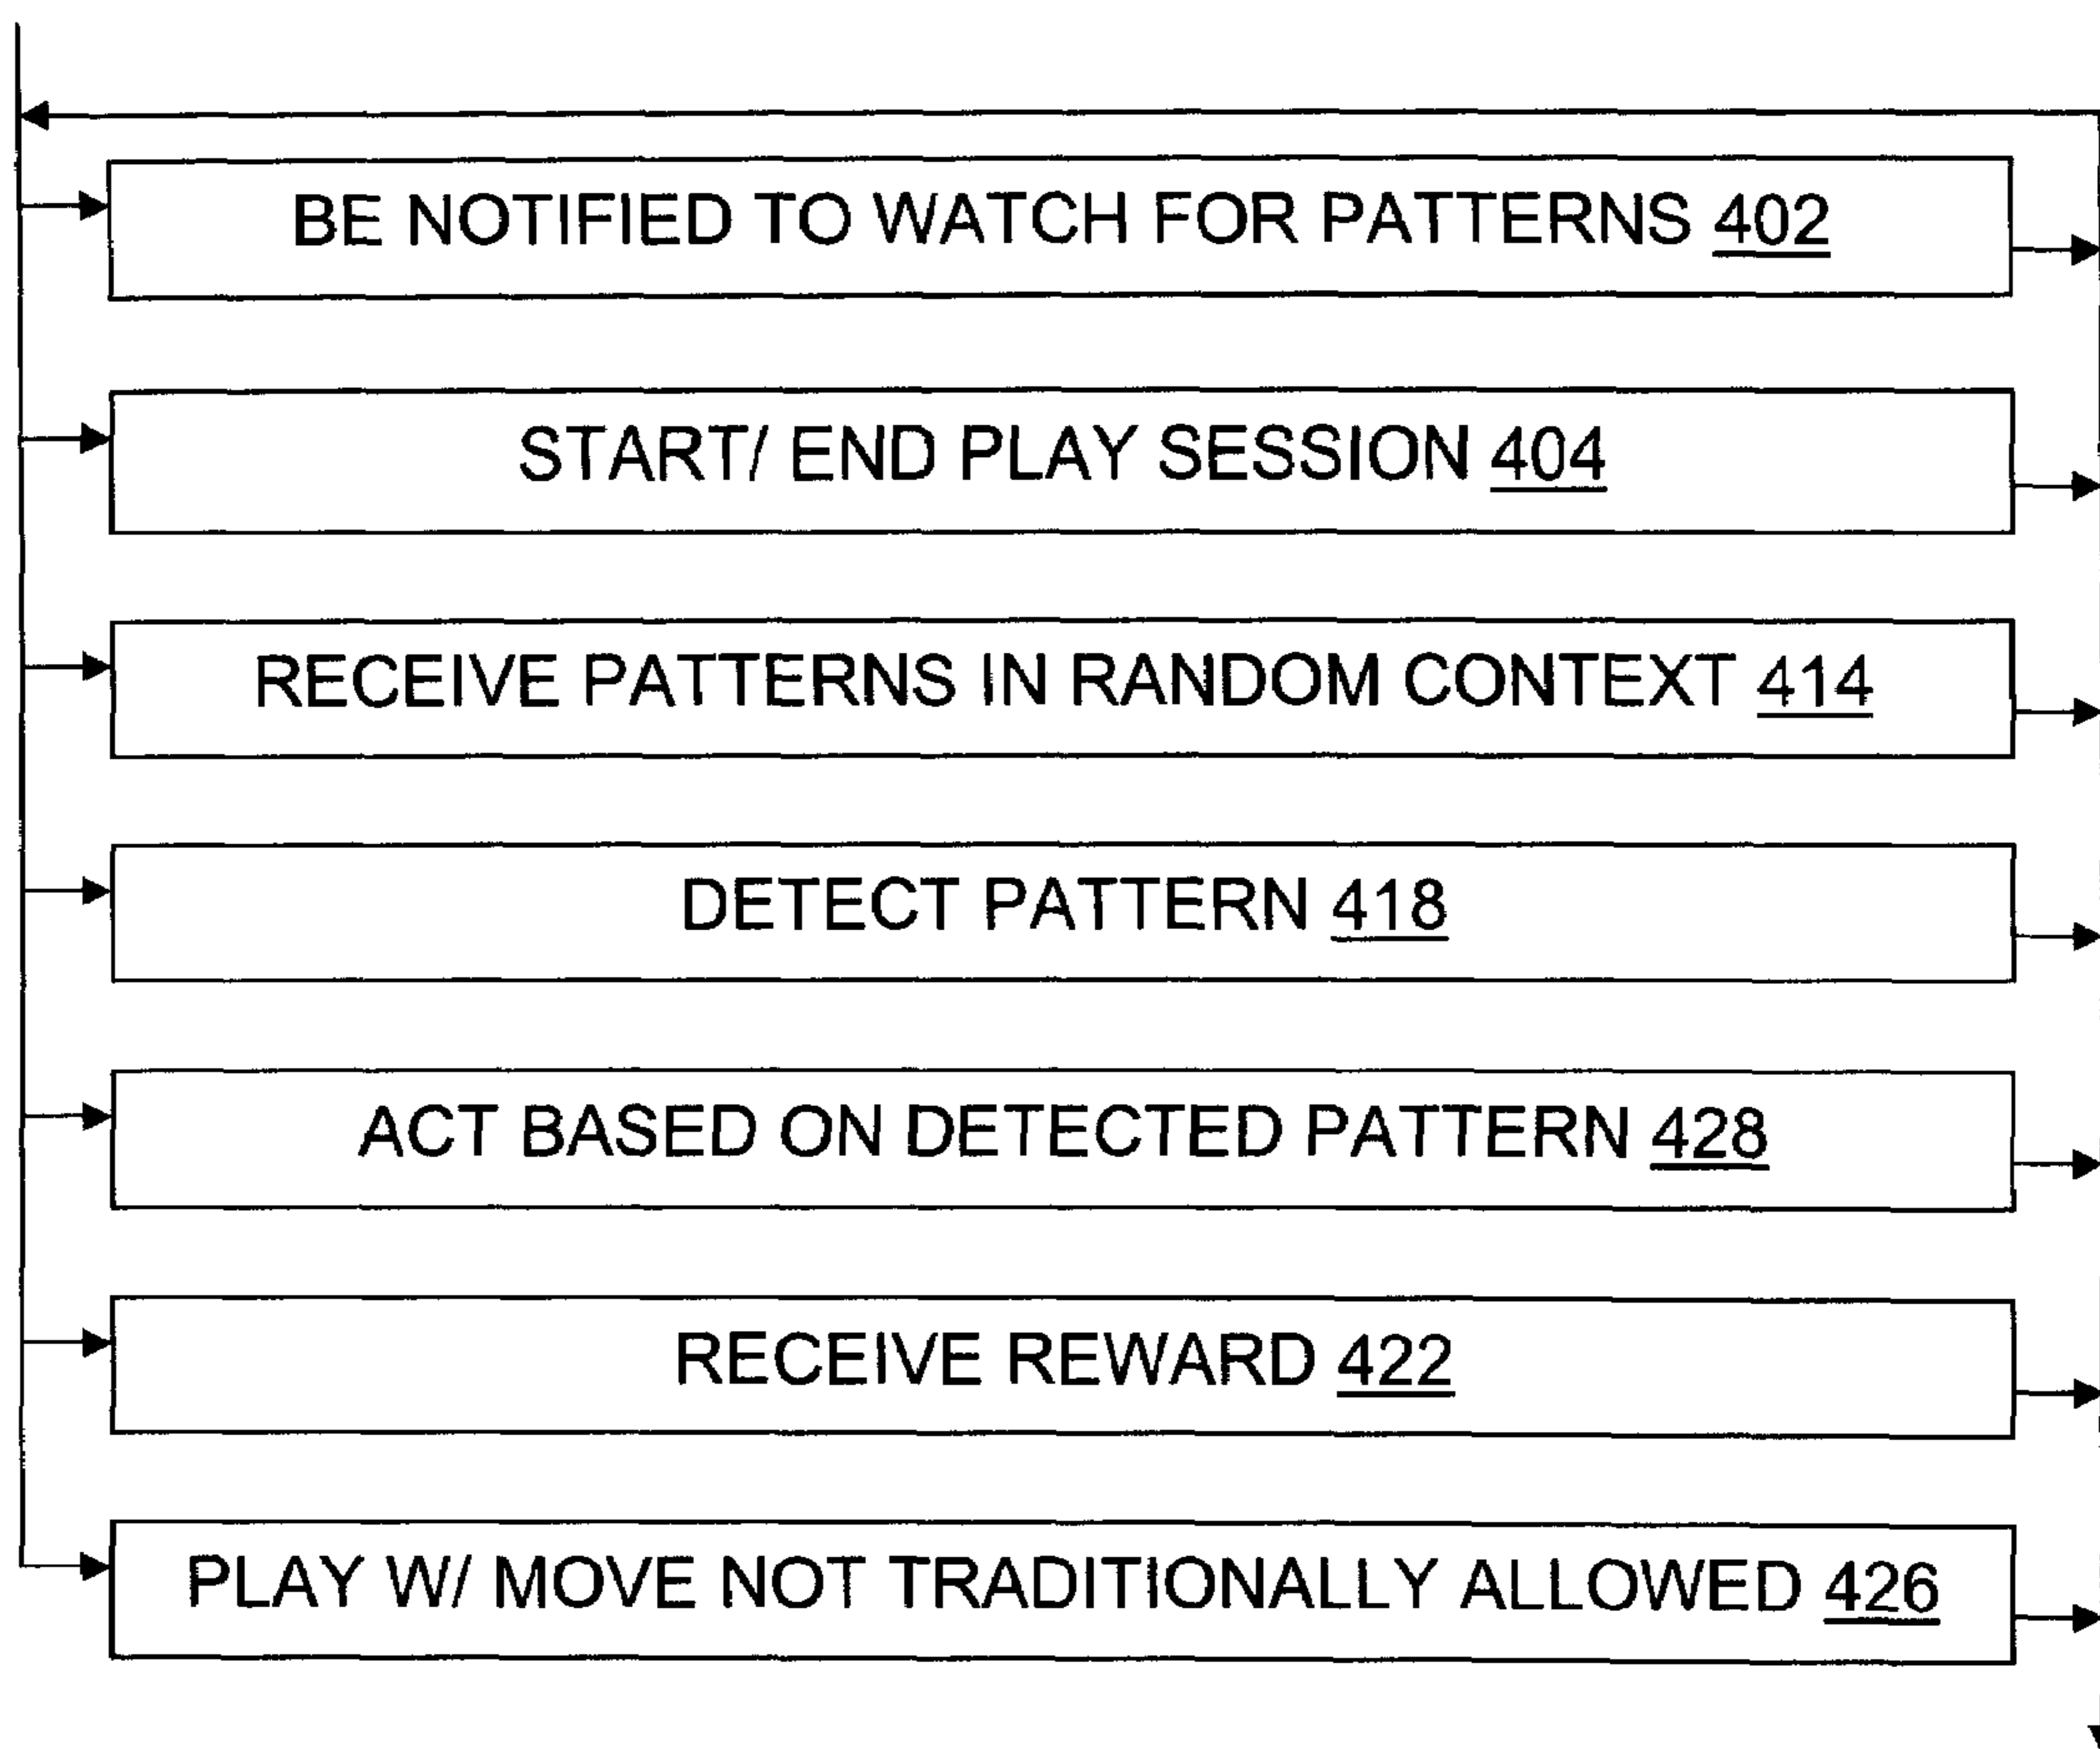 BE NOTIFIED TO WATCH FOR PATTERNS 402
START/ END PLAY SESSION 404
RECEIVE PATTERNS IN RANDOM CONTEXT 414
DETECT PATTERN 418
ACT BASED ON DETECTED PATTERN 428
RECEIVE REWARD 422
PLAY W/ MOVE NOT TRADITIONALLY ALLOWED 426